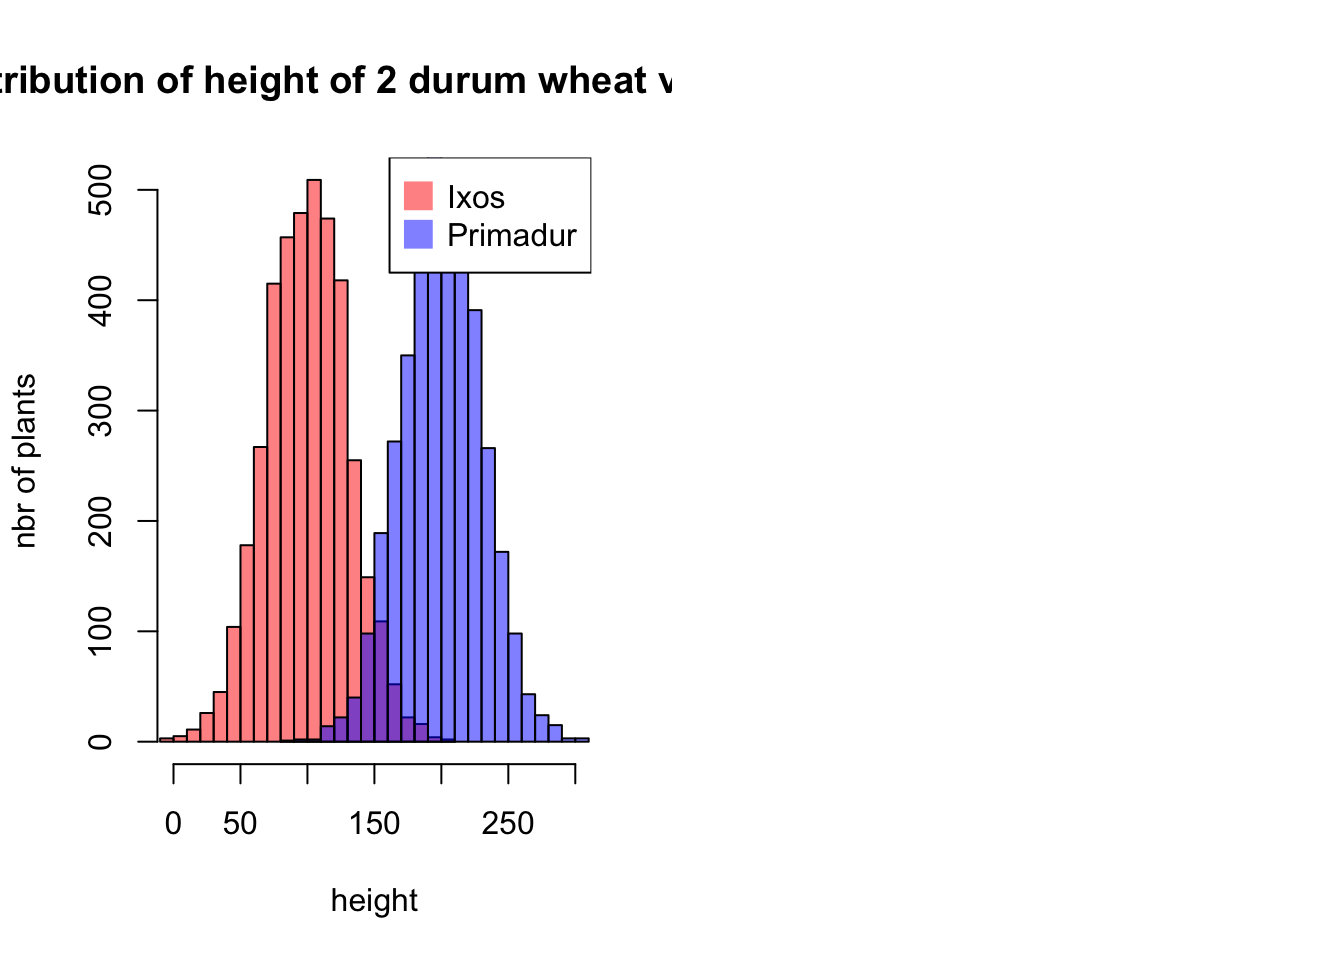 tribution of height of 2 durum wheat v
Ixos
Primadur
500
400
300
200
100
0
nbr of plants
0 50 150 250
height